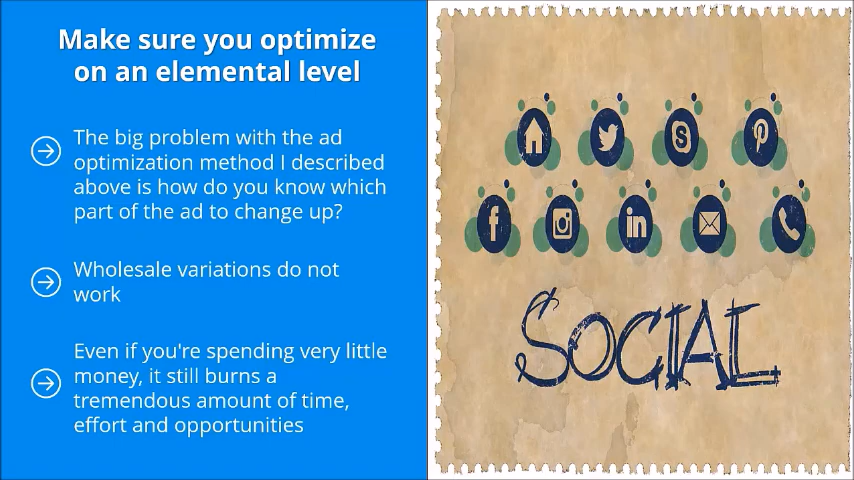 Make sure you optimize
on an elemental level
The big problem with the ad
optimization method I described
above is how do you know which
part of the ad to change up?
Wholesale variations do not
work
Even if you're spending very little
money, it still burns a
tremendous amount of time,
effort and opportunities
SOCIAL